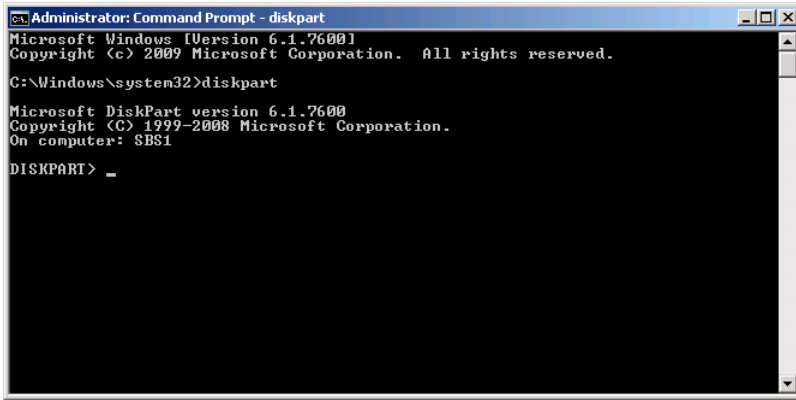 Administrator: Command Prompt - diskpart
Microsoft Windows [Version 6.1.7600]
Copyright (c) 2009 Microsoft Corporation.  All rights reserved.
C:\Windows\system32>diskpart
Microsoft DiskPart version 6.1.7600
Copyright (C) 1999-2008 Microsoft Corporation.
On computer: SBS1
DISKPART> _